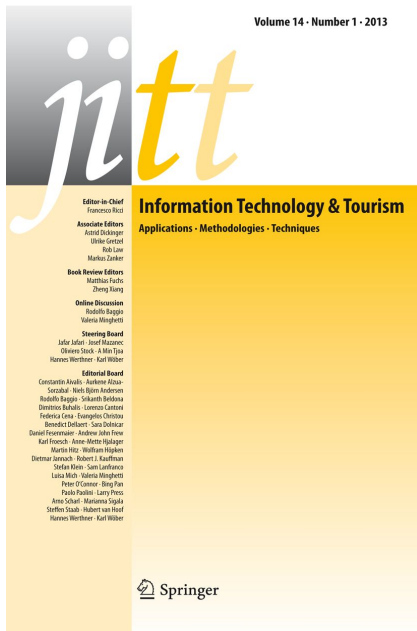 Volume 14 · Number 1 · 2013
jitt
Editor-in-Chief
Francesco Ricci
Associate Editors
Astrid Dickinger
Ulrike Gretzel
Rob Law
Markus Zanker
Book Review Editors
Matthias Fuchs
Zheng Xiang
Online Discussion
Rodolfo Baggio
Valeria Minghetti
Steering Board
Jafar Jafari · Josef Mazanec
Oliviero Stock · A Min Tjoa
Hannes Werthner · Karl Wöber
Editorial Board
Constantin Aivalis · Aurkene Alzua-
Sorzabal · Niels Björn Andersen
Rodolfo Baggio · Srikanth Beldona
Dimitrios Buhalis · Lorenzo Cantoni
Federica Cena · Evangelos Christou
Benedict Dellaert · Sara Dolnicar
Daniel Fesenmaier · Andrew John Frew
Karl Froesch · Anne-Mette Hjalager
Martin Hitz · Wolfram Höpken
Dietmar Jannach · Robert J. Kauffman
Stefan Klein · Sam Lanfranco
Luisa Mich · Valeria Minghetti
Peter O'Connor · Bing Pan
Paolo Paolini · Larry Press
Arno Scharl · Marianna Sigala
Steffen Staab · Hubert van Hoof
Hannes Werthner · Karl Wöber
Information Technology & Tourism
Applications · Methodologies · Techniques
Springer